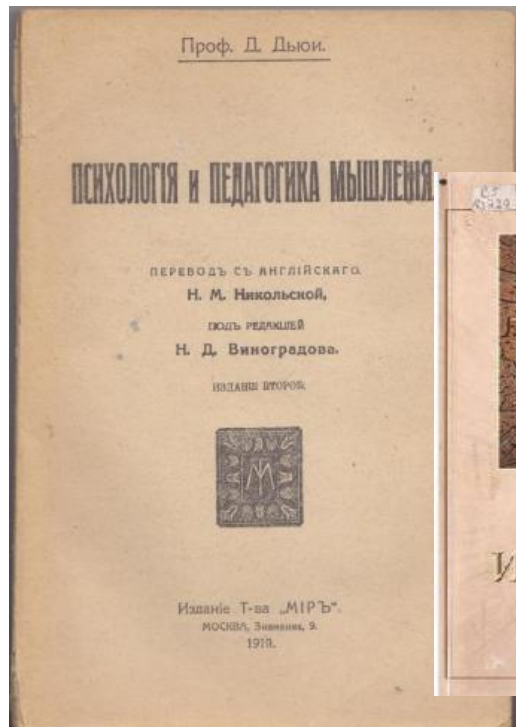 Проф. Д. Дьюи.
ПСИХОЛОГІЯ и ПЕДАГОГИКА МЫШЛЕНІЯ.
ПЕРЕВОДЪ СЪ АНГЛІЙСКАГО
Н. М. Никольской,
ПОДЪ РЕДАКЦІЕЙ
Н. Д. Виноградова.
ИЗДАНІЕ ВТОРОЕ.
М
Изданіе Т-ва „МІРЪ".
МОСКВА, Знаменка, 9.